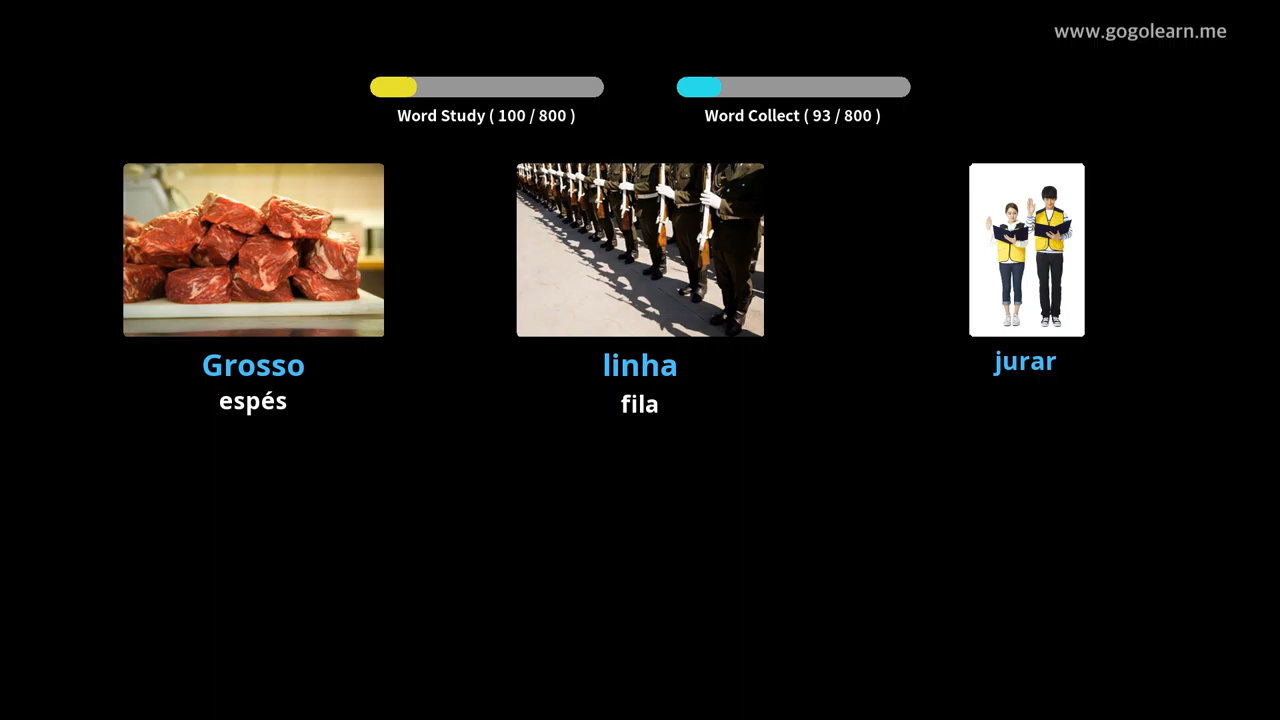 www.gogolearn.me
Word Study ( 100 / 800 )
Word Collect ( 93 / 800 )
Grosso
espés
linha
fila
jurar